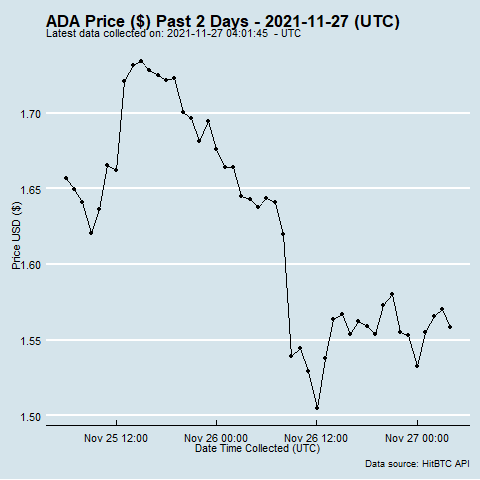 ADA Price ($) Past 2 Days - 2021-11-27 (UTC)
Latest data collected on: 2021-11-27 04:01:45 - UTC
1.70
1.65
1.60
1.55
1.50
Price USD ($)
Nov 25 12:00
Nov 26 00:00
Nov 26 12:00
Nov 27 00:00
Date Time Collected (UTC)
Data source: HitBTC API